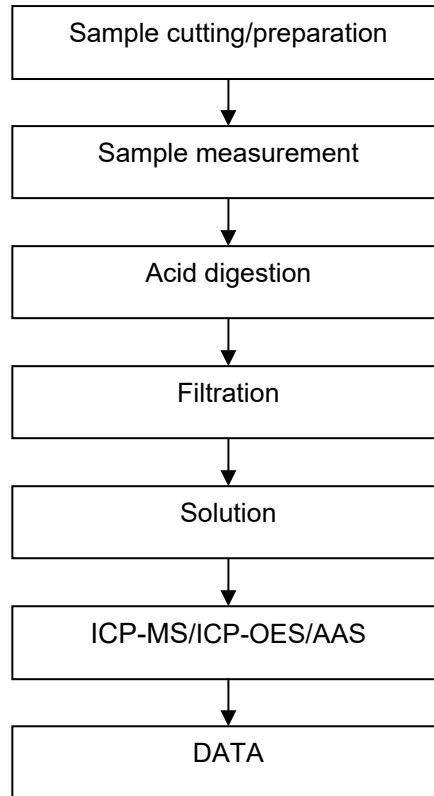 Sample cutting/preparation
Sample measurement
Acid digestion
Filtration
Solution
ICP-MS/ICP-OES/AAS
DATA